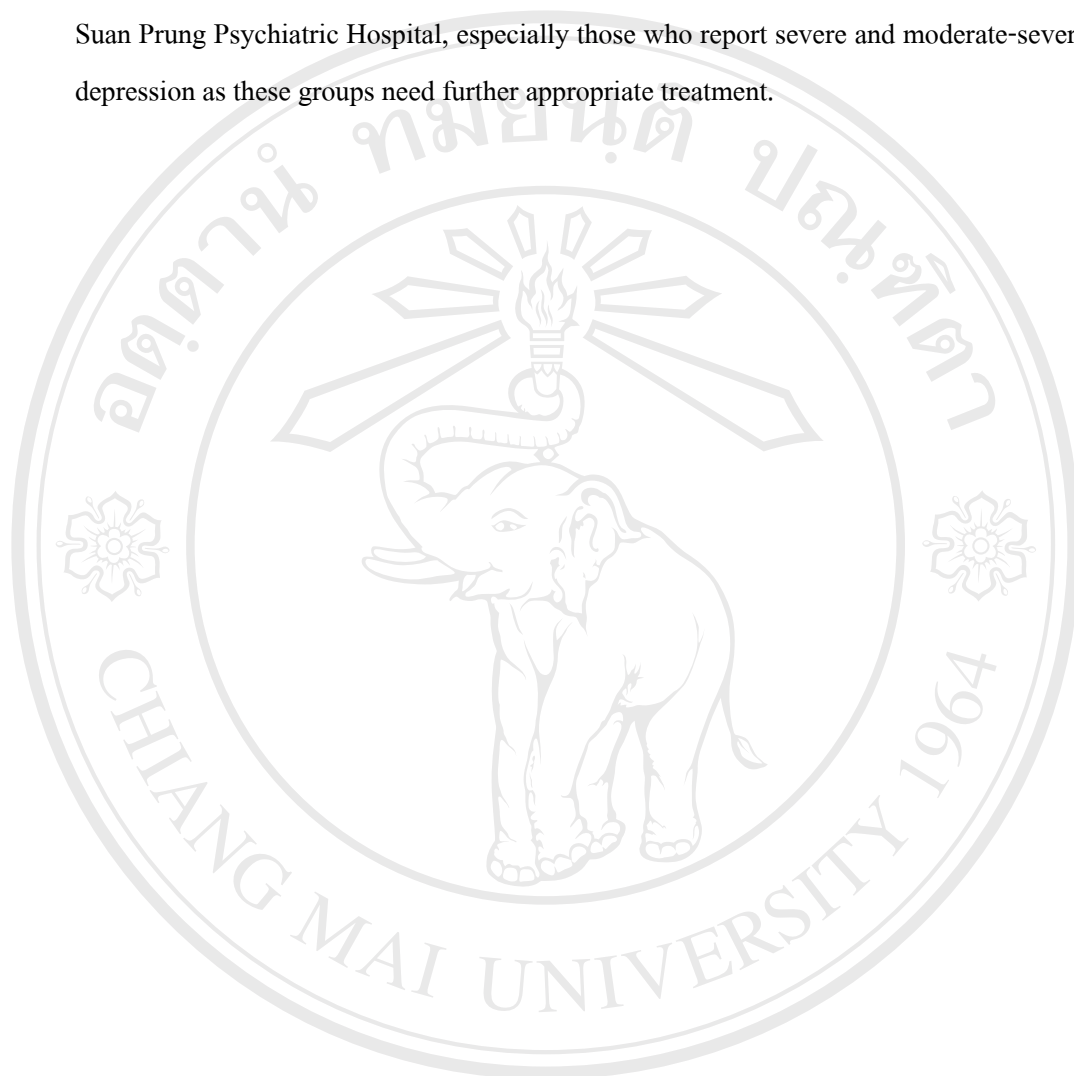 Suan Prung Psychiatric Hospital, especially those who report severe and moderate-sever
depression as these groups need further appropriate treatment.
อตฺตานํ ทมยนฺติ ปณฺฑิตา
CHIANG MAI UNIVERSITY 1964